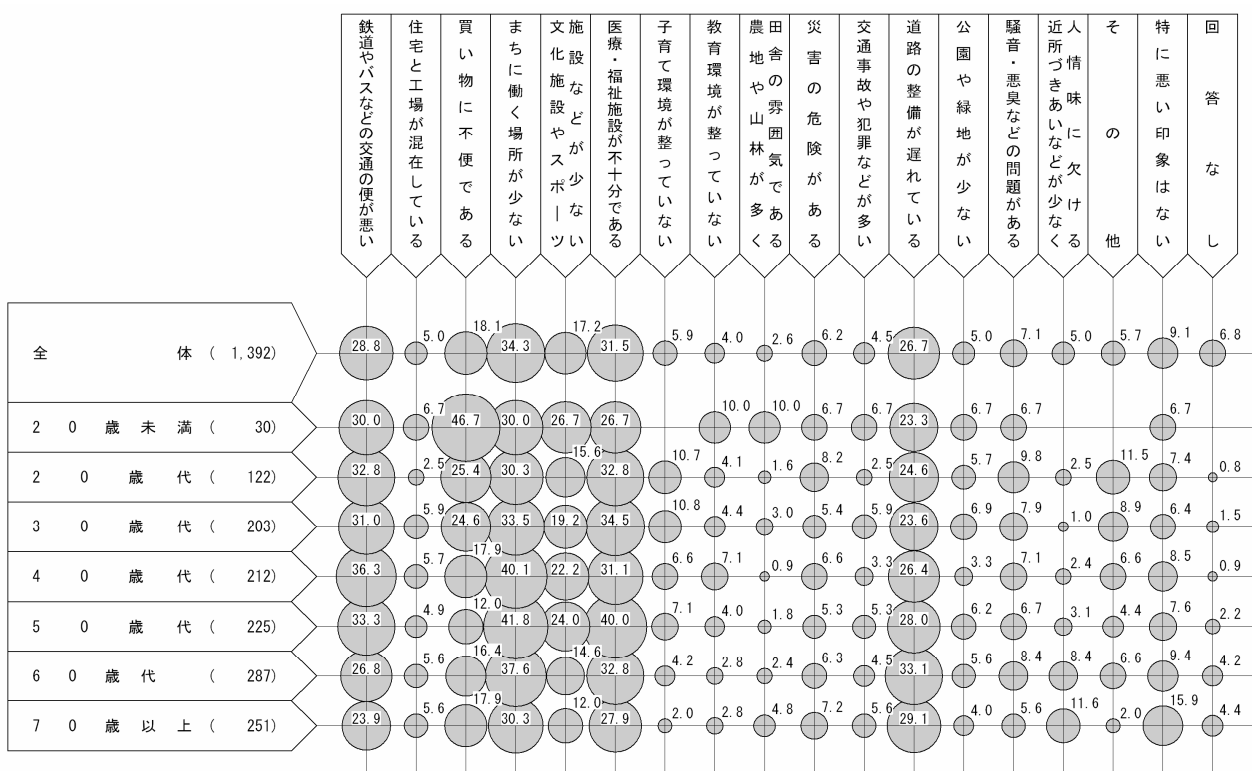 鉄道やバスなどの交通の便が悪い
住宅と工場が混在している
買い物に不便である
まちに働く場所が少ない
文化施設やスポーツ
施設などが少ない
医療・福祉施設が不十分である
子育て環境が整っていない
教育環境が整っていない
農地や山林が多く
田舎の雰囲気である
災害の危険がある
交通事故や犯罪などが多い
道路の整備が遅れている
公園や緑地が少ない
騒音・悪臭などの問題がある
近所づきあいなどが少なく
人情味に欠ける
その他
特に悪い印象はない
回答なし
全体 ( 1,392) 28.8 5.0 18.1 34.3 17.2 31.5 5.9 4.0 2.6 6.2 4.5 26.7 5.0 7.1 5.0 5.7 9.1 6.8
20歳未満 ( 30) 30.0 6.7 46.7 30.0 26.7 26.7 10.0 10.0 6.7 6.7 23.3 6.7 6.7 6.7
20歳代 ( 122) 32.8 2.5 25.4 30.3 15.6 32.8 10.7 4.1 1.6 8.2 2.5 24.6 5.7 9.8 2.5 11.5 7.4 0.8
30歳代 ( 203) 31.0 5.9 24.6 33.5 19.2 34.5 10.8 4.4 3.0 5.4 5.9 23.6 6.9 7.9 1.0 8.9 6.4 1.5
40歳代 ( 212) 36.3 5.7 17.9 40.1 22.2 31.1 6.6 7.1 0.9 6.6 3.3 26.4 3.3 7.1 2.4 6.6 8.5 0.9
50歳代 ( 225) 33.3 4.9 12.0 41.8 24.0 40.0 7.1 4.0 1.8 5.3 5.3 28.0 6.2 6.7 3.1 4.4 7.6 2.2
60歳代 ( 287) 26.8 5.6 16.4 37.6 14.6 32.8 4.2 2.8 2.4 6.3 4.5 33.1 5.6 8.4 8.4 6.6 9.4 4.2
70歳以上 ( 251) 23.9 5.6 17.9 30.3 12.0 27.9 2.0 2.8 4.8 7.2 5.6 29.1 4.0 5.6 11.6 2.0 15.9 4.4